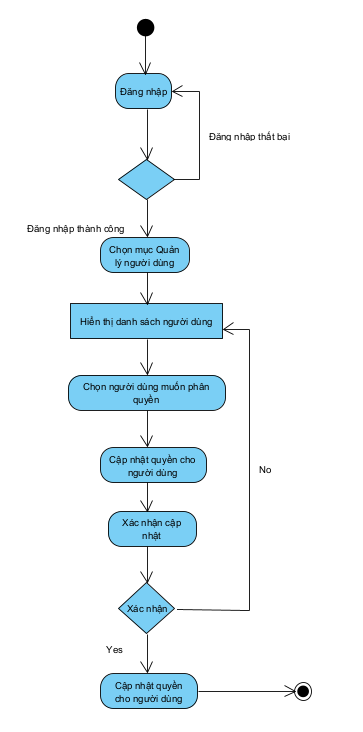 Đăng nhập
Đăng nhập thất bại
Đăng nhập thành công
Chọn mục Quản
lý người dùng
Hiển thị danh sách người dùng
Chọn người dùng muốn phân
quyền
Cập nhật quyền cho
người dùng
No
Xác nhận cập
nhật
Xác nhận
Yes
Cập nhật quyền
cho người dùng